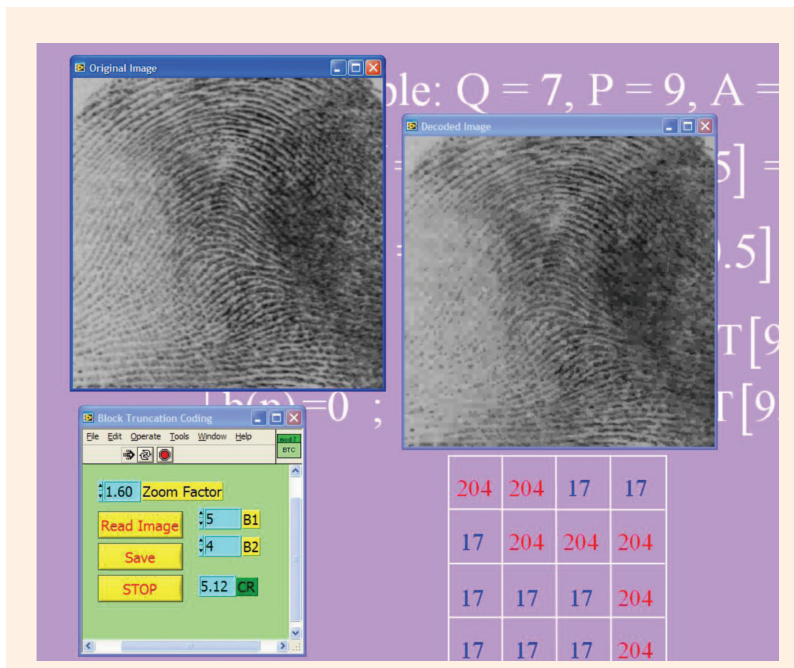 Original Image
ple: Q = 7, P = 9, A =
Decoded Image
5] =
.5]
T[9
b(n)=0 ;
T[9.
Block Truncation Coding
File Edit Operate Tools Window Help
BTC
1.60 Zoom Factor
Read Image
5 B1
Save
4 B2
STOP
5.12 CR
204 204 17 17
17 204 204 204
17 17 17 204
17 17 17 204